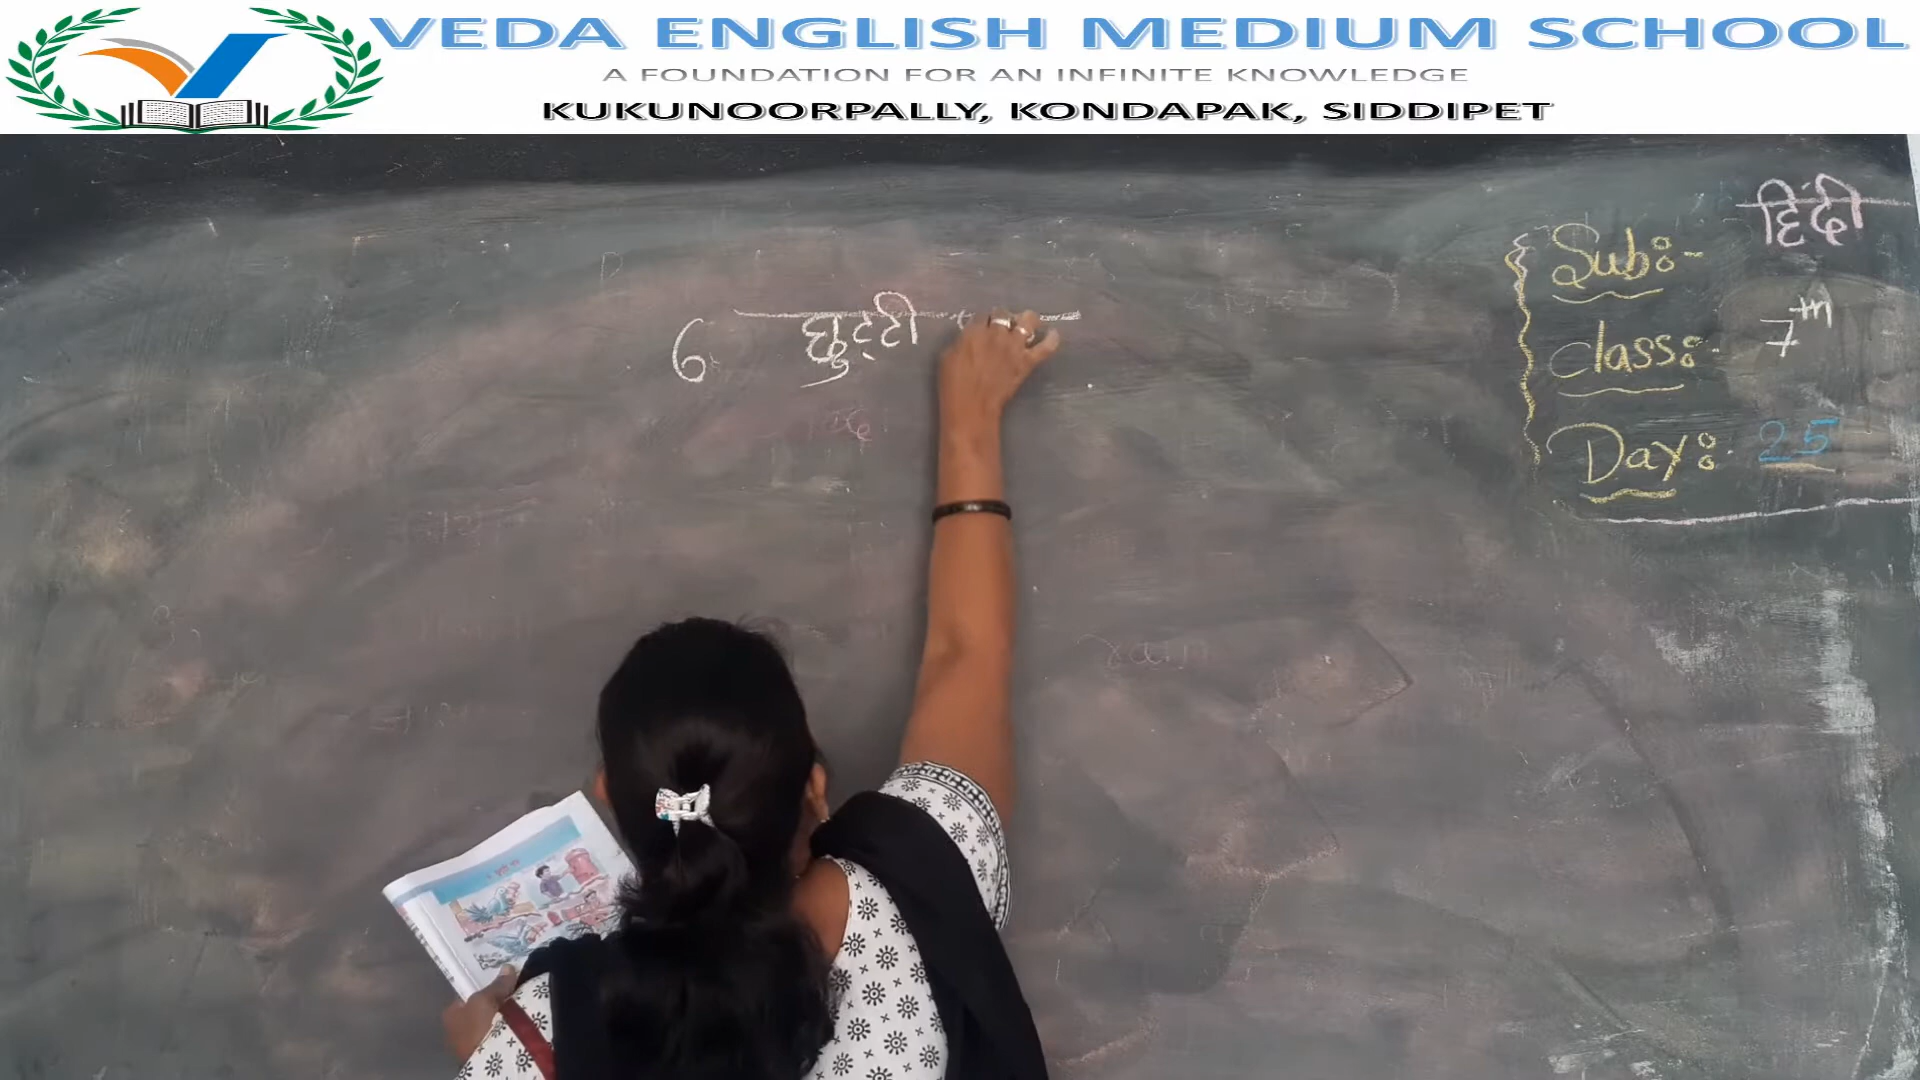 VEDA ENGLISH MEDIUM SCHOOL
A FOUNDATION FOR AN INFINITE KNOWLEDGE
KUKUNOORPALLY, KONDAPAK, SIDDIPET
6 छुट्टी
Sub:- हिंदी
Class:- 7th
Day:- 25